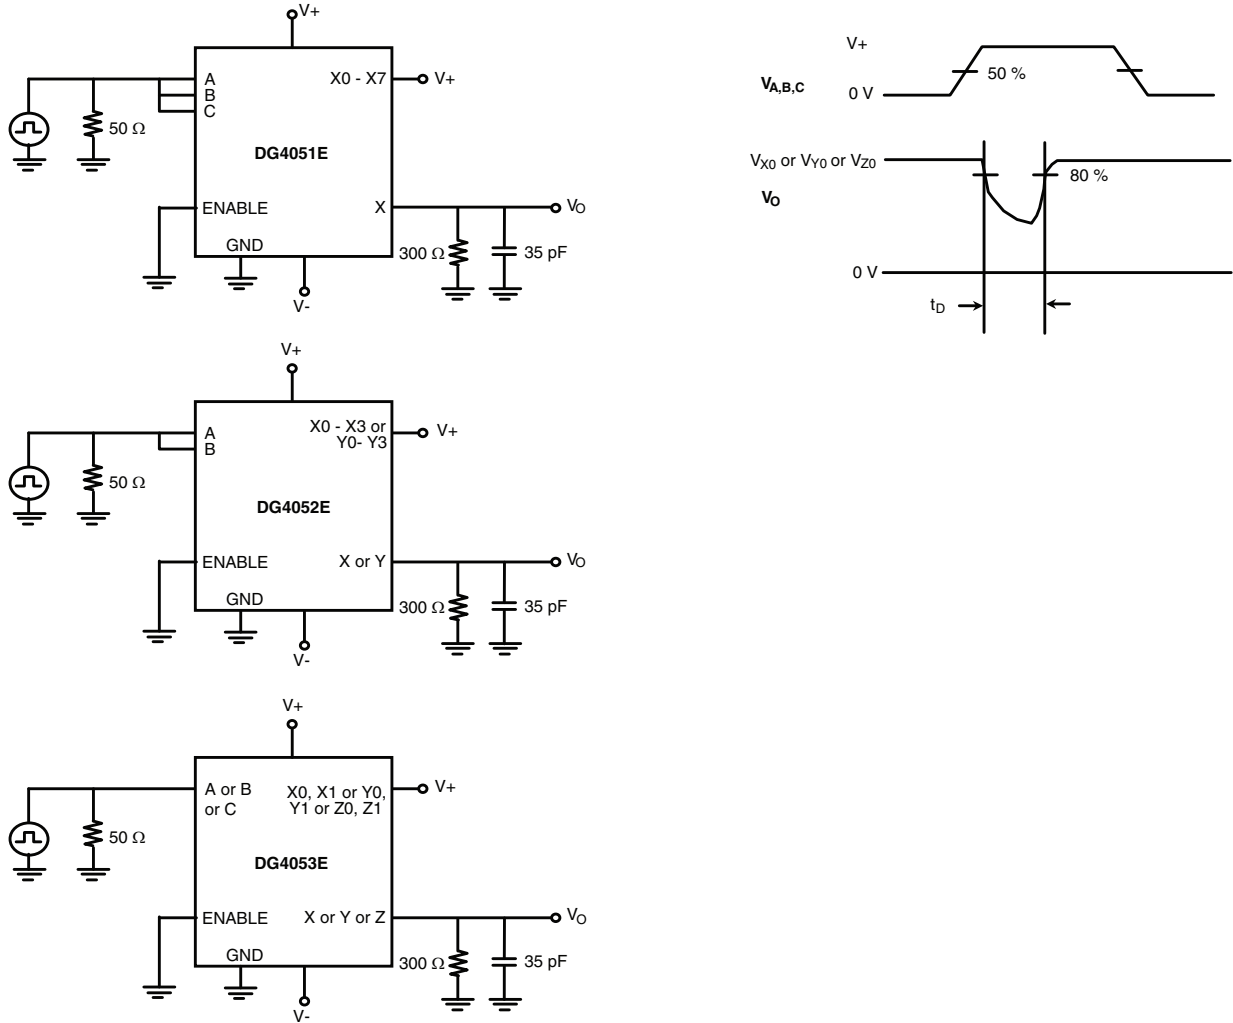 V+
A
X0 - X7
V+
B
C
50 Ω
DG4051E
ENABLE
X
VO
GND
300 Ω
35 pF
V-
V+
VA,B,C
50 %
0 V
VX0 or VY0 or VZ0
80 %
VO
0 V
tD
V+
A
X0 - X3 or
V+
B
Y0- Y3
50 Ω
DG4052E
ENABLE
X or Y
VO
GND
300 Ω
35 pF
V-
V+
A or B
or C
X0, X1 or Y0,
Y1 or Z0, Z1
V+
50 Ω
DG4053E
ENABLE
X or Y or Z
VO
GND
300 Ω
35 pF
V-